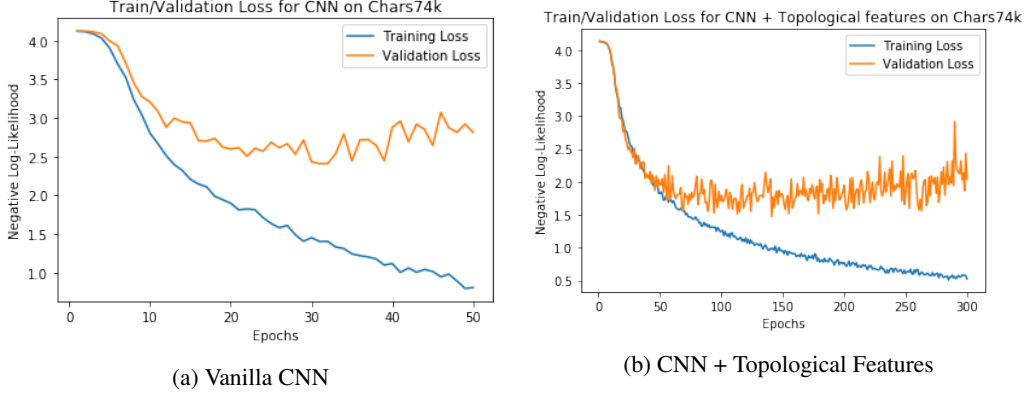 Train/Validation Loss for CNN on Chars74k
Training Loss
Validation Loss
4.0
3.5
3.0
2.5
2.0
1.5
1.0
Negative Log-Likelihood
0 10 20 30 40 50
Epochs
(a) Vanilla CNN
Train/Validation Loss for CNN + Topological features on Chars74k
Training Loss
Validation Loss
4.0
3.5
3.0
2.5
2.0
1.5
1.0
0.5
Negative Log-Likelihood
0 50 100 150 200 250 300
Epochs
(b) CNN + Topological Features